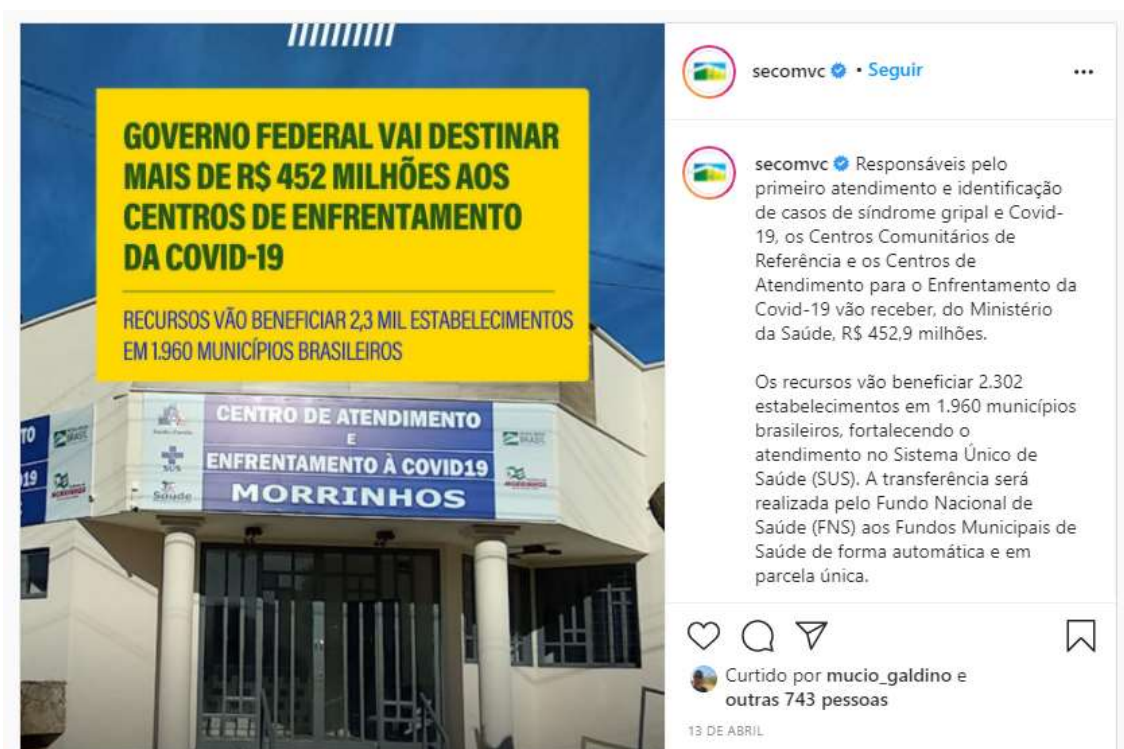 GOVERNO FEDERAL VAI DESTINAR
MAIS DE R$ 452 MILHÕES AOS
CENTROS DE ENFRENTAMENTO
DA COVID-19
RECURSOS VÃO BENEFICIAR 2,3 MIL ESTABELECIMENTOS
EM 1.960 MUNICÍPIOS BRASILEIROS
CENTRO DE ATENDIMENTO
E
ENFRENTAMENTO À COVID19
MORRINHOS
SUS
Saúde
BRASIL
MORRINHOS
TO
BRASIL
19
MORRINHOS
secomvc • Seguir
secomvc Responsáveis pelo
primeiro atendimento e identificação
de casos de síndrome gripal e Covid-
19, os Centros Comunitários de
Referência e os Centros de
Atendimento para o Enfrentamento da
Covid-19 vão receber, do Ministério
da Saúde, R$ 452,9 milhões.
Os recursos vão beneficiar 2.302
estabelecimentos em 1.960 municípios
brasileiros, fortalecendo o
atendimento no Sistema Único de
Saúde (SUS). A transferência será
realizada pelo Fundo Nacional de
Saúde (FNS) aos Fundos Municipais de
Saúde de forma automática e em
parcela única.
Curtido por mucio_galdino e
outras 743 pessoas
13 DE ABRIL